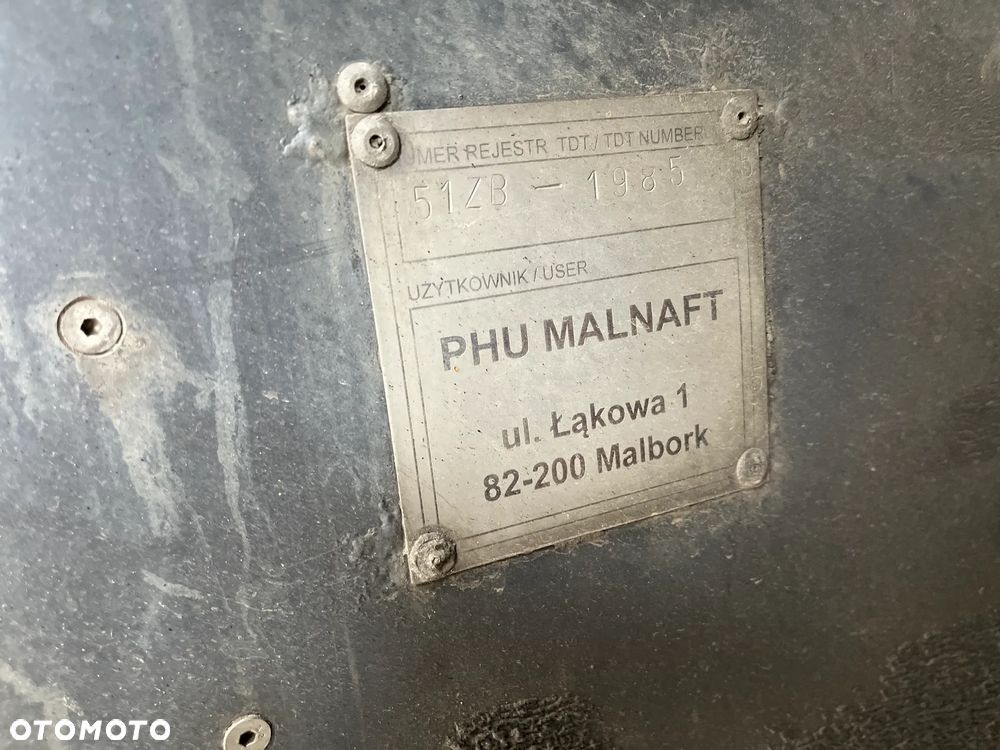 UMER REJESTR TDT / TDT NUMBER
51ZB - 1985
UŻYTKOWNIK / USER
PHU MALNAFT
ul. Łąkowa 1
82-200 Malbork
OTOMOTO